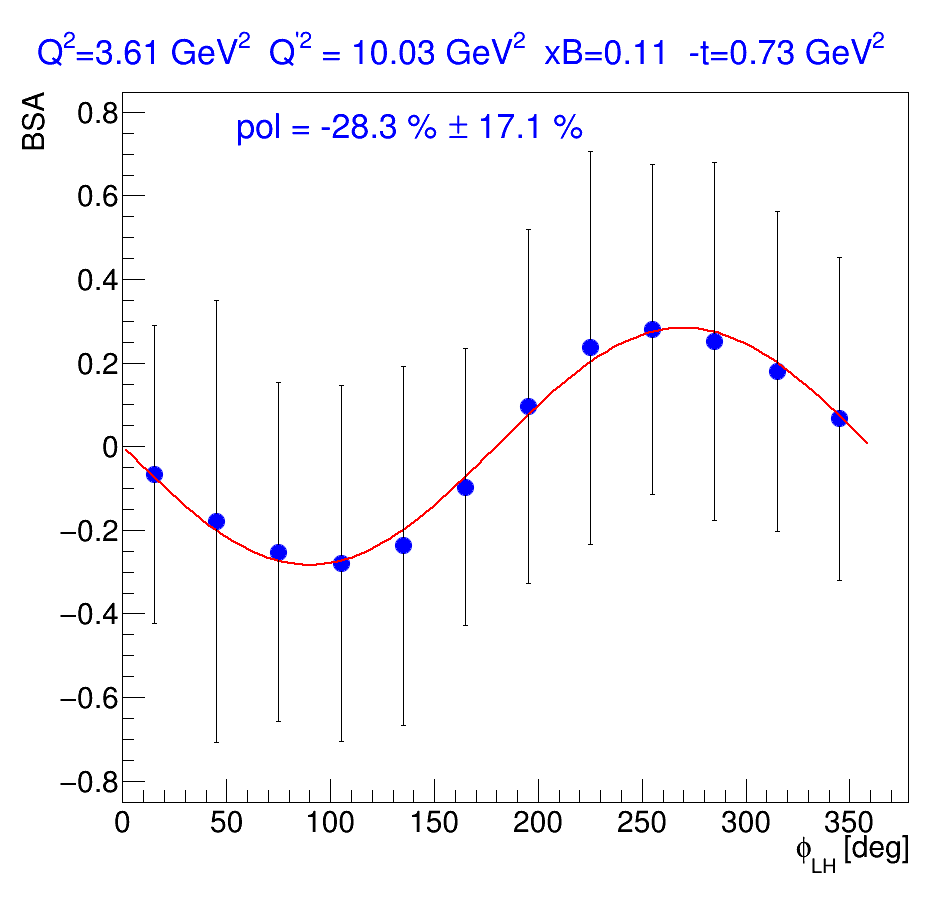 Q²=3.61 GeV² Q'² = 10.03 GeV² xB=0.11 -t=0.73 GeV²
BSA
pol = -28.3 % ± 17.1 %
0.8
0.6
0.4
0.2
0
−0.2
−0.4
−0.6
−0.8
0 50 100 150 200 250 300 350
ϕLH [deg]